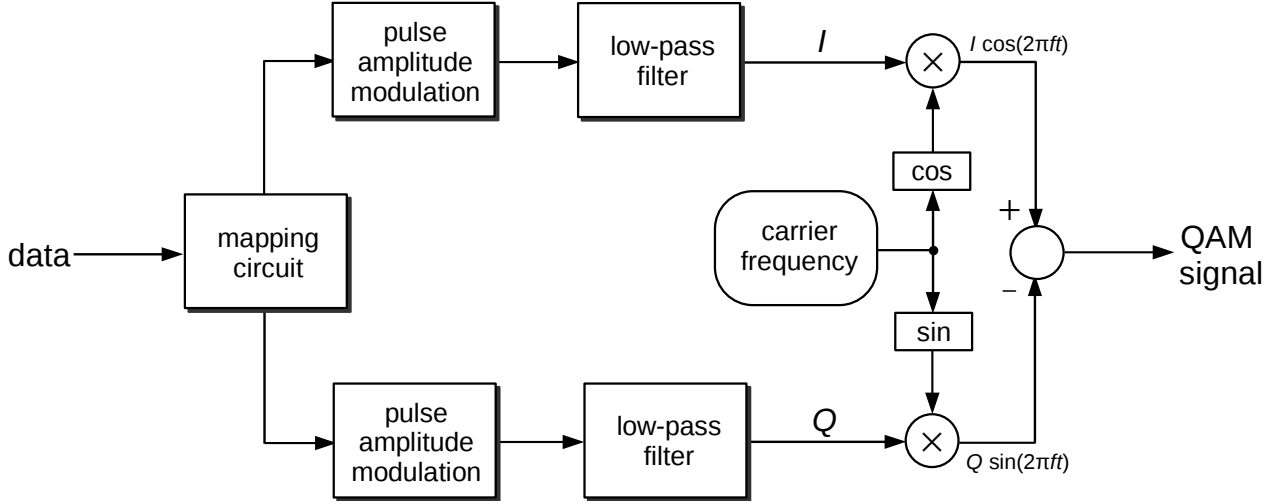 pulse
amplitude
modulation
low-pass
filter
I
×
I cos(2πft)
cos
data
mapping
circuit
carrier
frequency
+
−
QAM
signal
sin
pulse
amplitude
modulation
low-pass
filter
Q
×
Q sin(2πft)